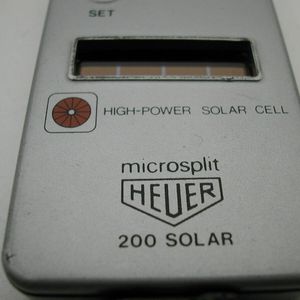 SET
HIGH-POWER SOLAR CELL
microsplit
HEUER
200 SOLAR